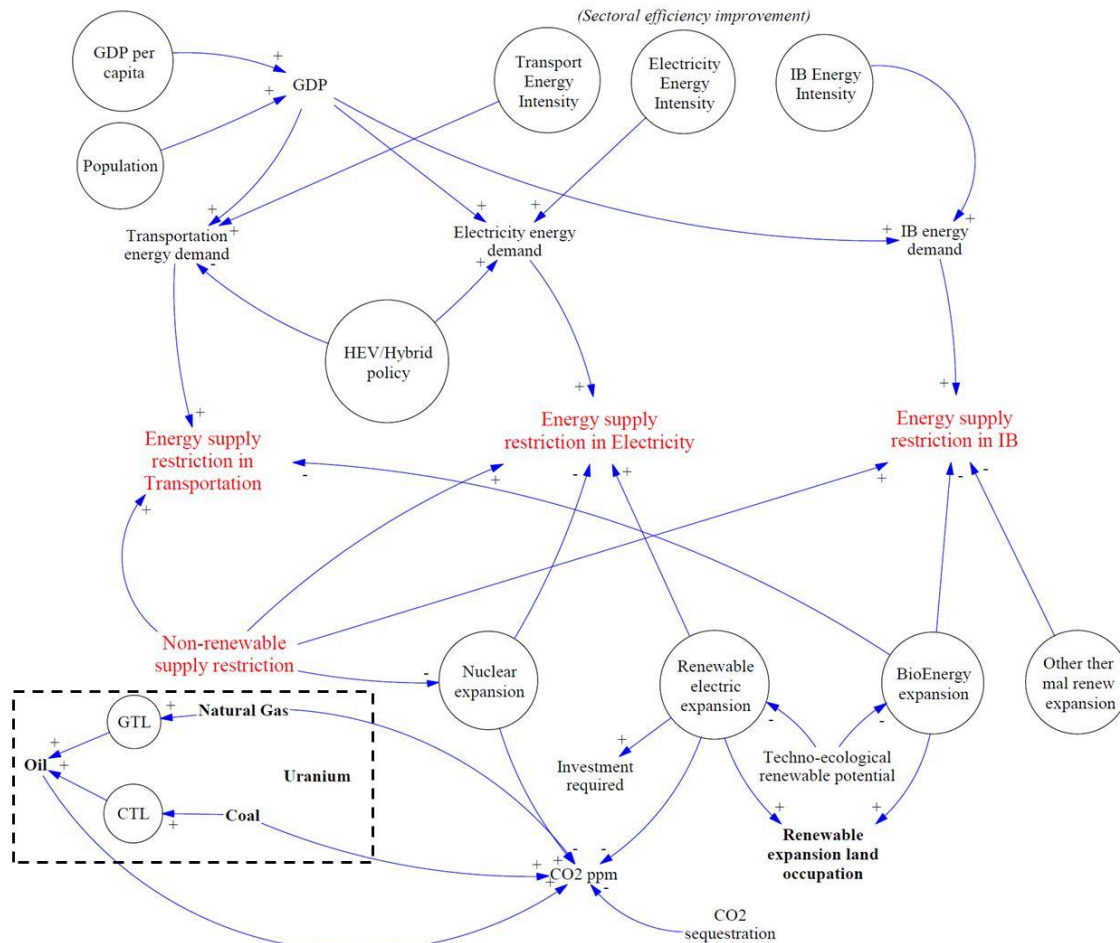 (Sectoral efficiency improvement)
GDP per
capita
+
+
GDP
Population
Transport
Energy
Intensity
Electricity
Energy
Intensity
IB Energy
Intensity
+
+
Transportation
energy demand
-
+
+
Electricity energy
demand
+
+
+
IB energy
demand
HEV/Hybrid
policy
+
Energy supply
restriction in
Transportation
+
-
+
Energy supply
restriction in Electricity
+
-
+
+
Energy supply
restriction in IB
+
-
-
Non-renewable
supply restriction
-
Nuclear
expansion
Renewable
electric
expansion
BioEnergy
expansion
Other ther
mal renew
expansion
-
-
Techno-ecological
renewable potential
GTL
+
Natural Gas
+
Oil
+
Uranium
CTL
+
Coal
+
Investment
required
+
+
Renewable
expansion land
occupation
-
-
+
+
+
CO2 ppm
-
CO2
sequestration